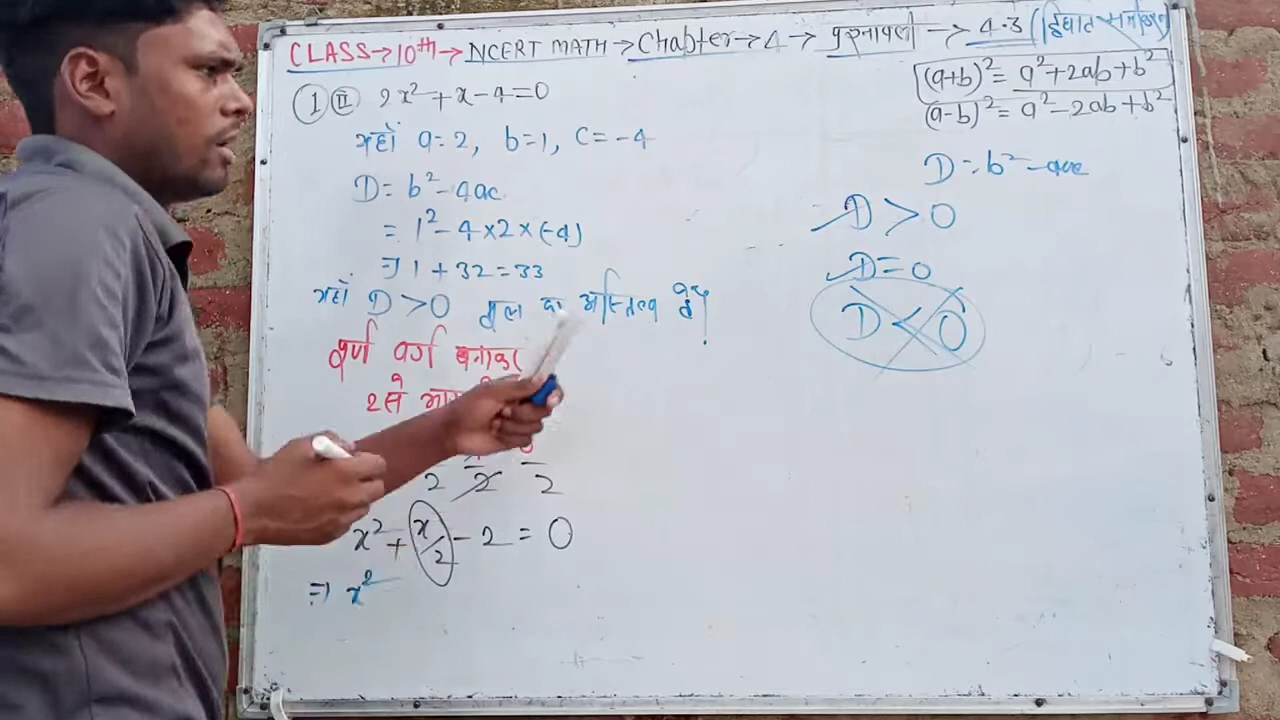 CLASS→10th→NCERT MATH→Chapter→4→ प्रश्नावली → 4.3 (द्विघात समीकरण)
(a+b)² = a²+2ab+b²
(a-b)² = a²-2ab+b²
D = b²-4ac
D > 0
D = 0
D < 0
① Ⅱ 2x²+x-4=0
यहाँ a=2, b=1, c=-4
D = b²-4ac
= 1²-4×2×(-4)
⇒ 1+32=33
यहाँ D>0 मूल का अस्तित्व है।
पूर्ण वर्ग बनाकर
2 से
2 2 2
x² + x/2 - 2 = 0
⇒ x²